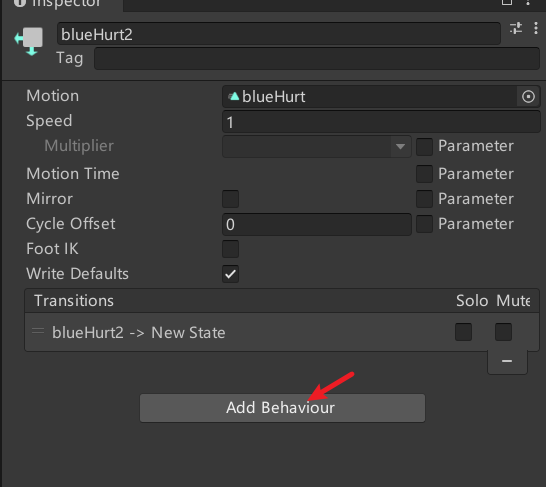 Inspector
blueHurt2
Tag
Motion blueHurt
Speed 1
Multiplier Parameter
Motion Time Parameter
Mirror Parameter
Cycle Offset 0 Parameter
Foot IK
Write Defaults
Transitions Solo Mute
blueHurt2 -> New State
Add Behaviour